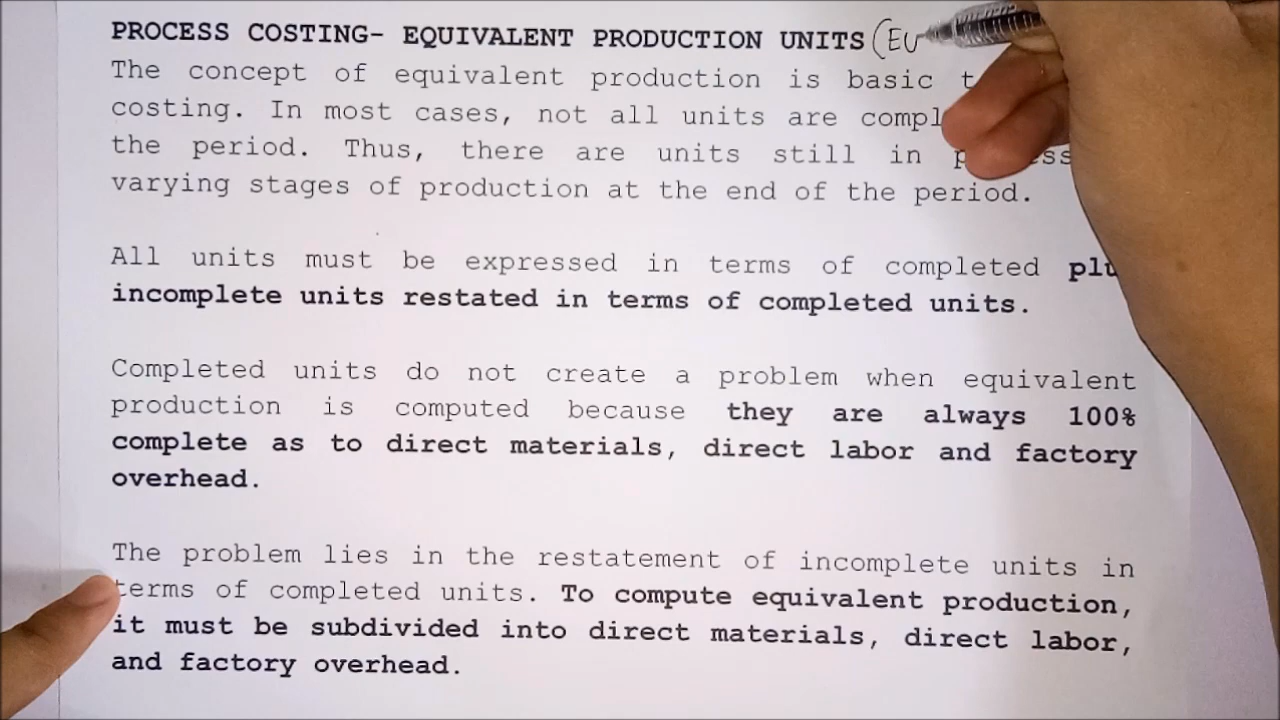 PROCESS COSTING- EQUIVALENT PRODUCTION UNITS (EU
The concept of equivalent production is basic
costing. In most cases, not all units are
the period. Thus, there are units still in
varying stages of production at the end of the period.
All units must be expressed in terms of completed
incomplete units restated in terms of completed units.
Completed units do not create a problem when equivalent
production is computed because they are always 100%
complete as to direct materials, direct labor and factory
overhead.
The problem lies in the restatement of incomplete units in
terms of completed units. To compute equivalent production,
it must be subdivided into direct materials, direct labor,
and factory overhead.